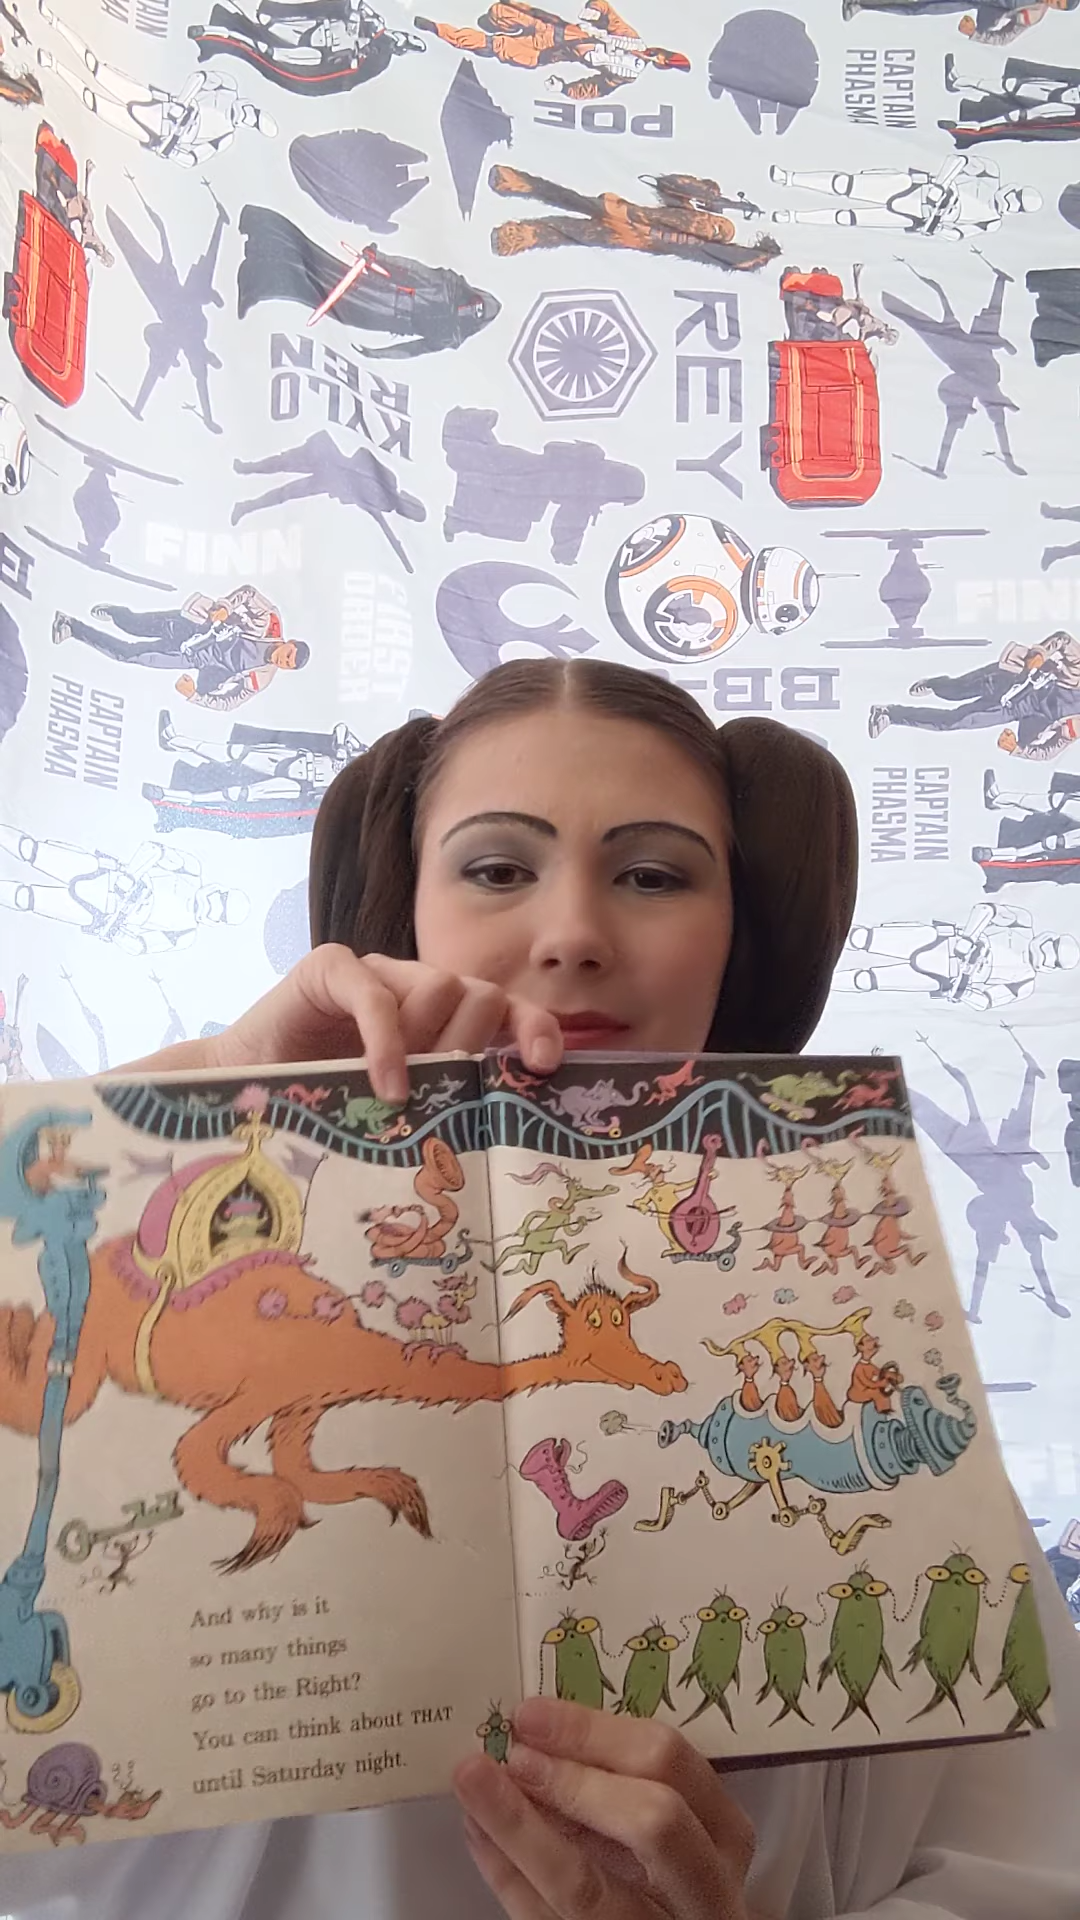 CAPTAIN
PHASMA
POE
REY
KYLO
REN
FINN
FIRST
ORDER
FINN
BB-
CAPTAIN
PHASMA
CAPTAIN
PHASMA
And why is it
so many things
go to the Right?
You can think about THAT
until Saturday night.